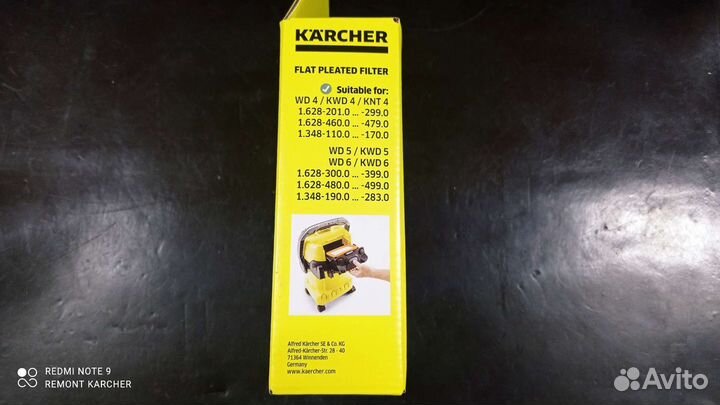 KÄRCHER
FLAT PLEATED FILTER
Suitable for:
WD 4 / KWD 4 / KNT 4
1.628-201.0 ... -299.0
1.628-460.0 ... -479.0
1.348-110.0 ... -170.0
WD 5 / KWD 5
WD 6 / KWD 6
1.628-300.0 ... -399.0
1.628-480.0 ... -499.0
1.348-190.0 ... -283.0
Alfred Kärcher SE & Co. KG
Alfred-Kärcher-Str. 28 - 40
71364 Winnenden
Germany
www.kaercher.com
REDMI NOTE 9
REMONT KARCHER
Avito